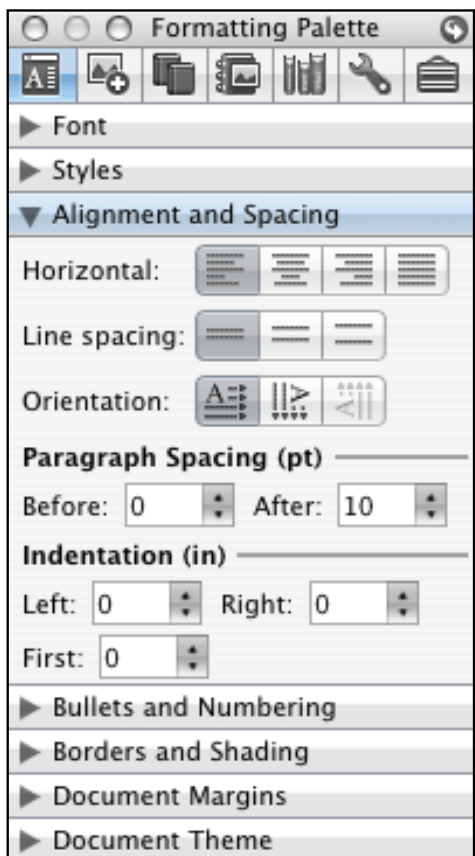 Formatting Palette
Font
Styles
Alignment and Spacing
Horizontal:
Line spacing:
Orientation:
Paragraph Spacing (pt)
Before: 0 After: 10
Indentation (in)
Left: 0 Right: 0
First: 0
Bullets and Numbering
Borders and Shading
Document Margins
Document Theme